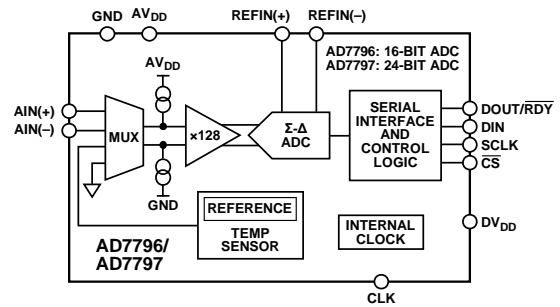 GND AVDD REFIN(+) REFIN(–)
AD7796: 16-BIT ADC
AD7797: 24-BIT ADC
AVDD
AIN(+)
AIN(–)
MUX
×128
Σ-Δ
ADC
SERIAL
INTERFACE
AND
CONTROL
LOGIC
DOUT/RDY
DIN
SCLK
CS
GND
REFERENCE
TEMP
SENSOR
INTERNAL
CLOCK
DVDD
AD7796/
AD7797
CLK